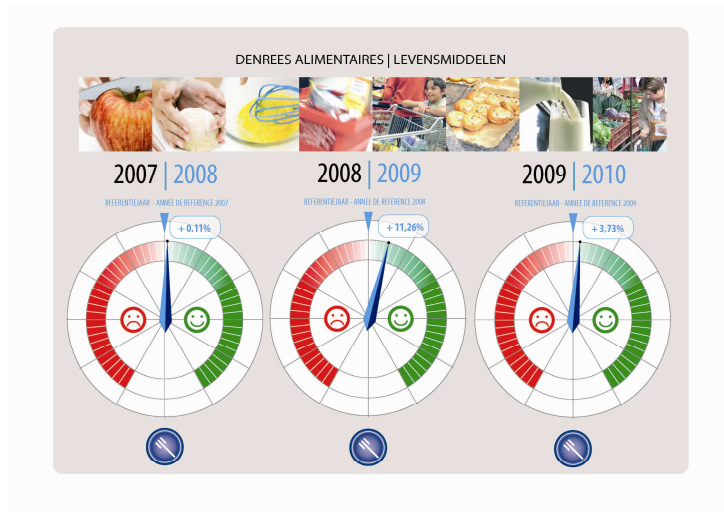 DENREES ALIMENTAIRES | LEVENSMIDDELEN
2007 | 2008
2008 | 2009
2009 | 2010
REFERENTIEJAAR - ANNEE DE REFERENCE 2007
REFERENTIEJAAR - ANNEE DE REFERENCE 2008
REFERENTIEJAAR - ANNEE DE REFERENCE 2009
+ 0,11%
+ 11,26%
+ 3,73%